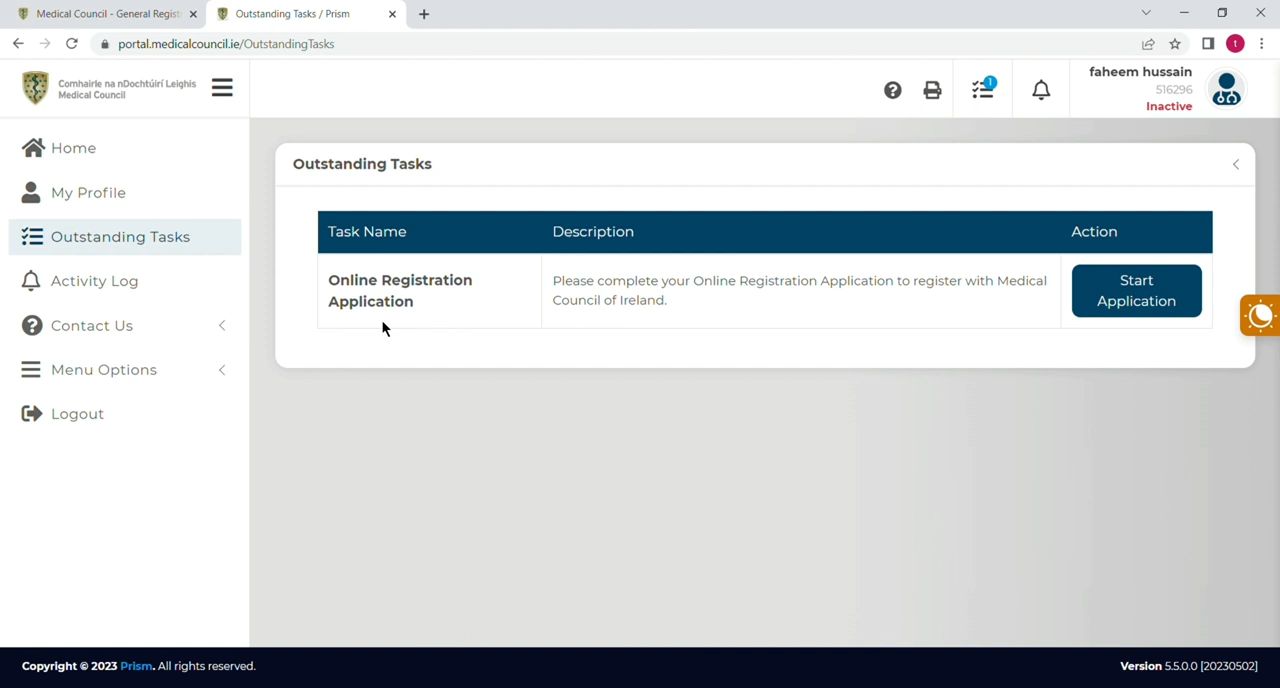 Medical Council - General Regist
Outstanding Tasks / Prism
portal.medicalcouncil.ie/OutstandingTasks
t
Comhairle na nDochtúirí Leighis
Medical Council
1
faheem hussain
516296
Inactive
Home
My Profile
Outstanding Tasks
Activity Log
Contact Us
Menu Options
Logout
Outstanding Tasks
Task Name Description Action
Online Registration
Application
Please complete your Online Registration Application to register with Medical
Council of Ireland.
Start
Application
Copyright © 2023 Prism. All rights reserved.
Version 5.5.0.0 [20230502]